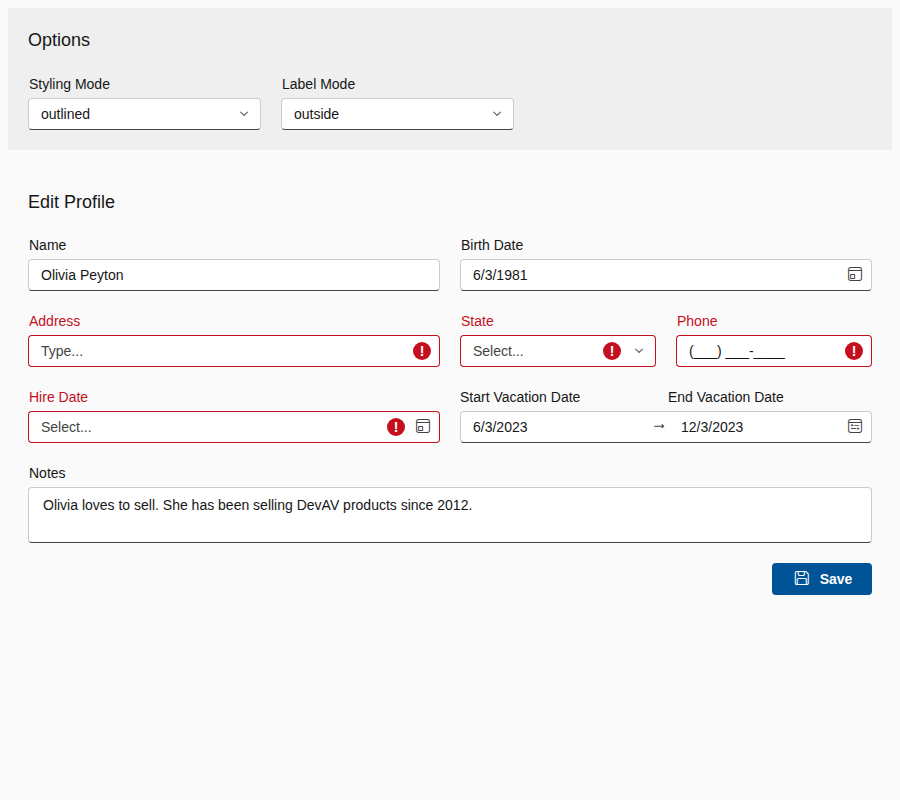 Options
Styling Mode Label Mode
outlined outside
Edit Profile
Name Birth Date
Olivia Peyton 6/3/1981
Address State Phone
Type... Select... (___) ___-____
Hire Date Start Vacation Date End Vacation Date
Select... 6/3/2023 → 12/3/2023
Notes
Olivia loves to sell. She has been selling DevAV products since 2012.
Save